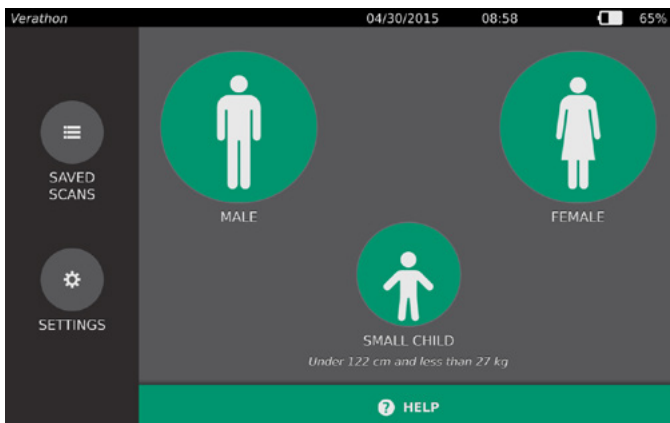 Verathon 04/30/2015 08:58 65%
SAVED
SCANS
SETTINGS
MALE
FEMALE
SMALL CHILD
Under 122 cm and less than 27 kg
? HELP